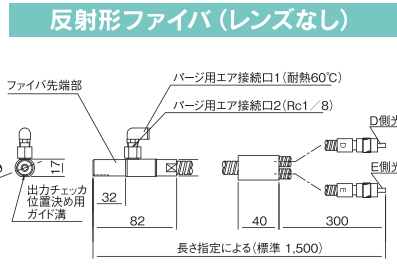 反射形ファイバ（レンズなし）
パージ用エア接続口1（耐熱60℃）
ファイバ先端部
パージ用エア接続口2（Rc1／8）
D側光
D
17
E側光
E
出力チェッカ
位置決め用
ガイド溝
32
82
40
300
長さ指定による（標準 1,500）